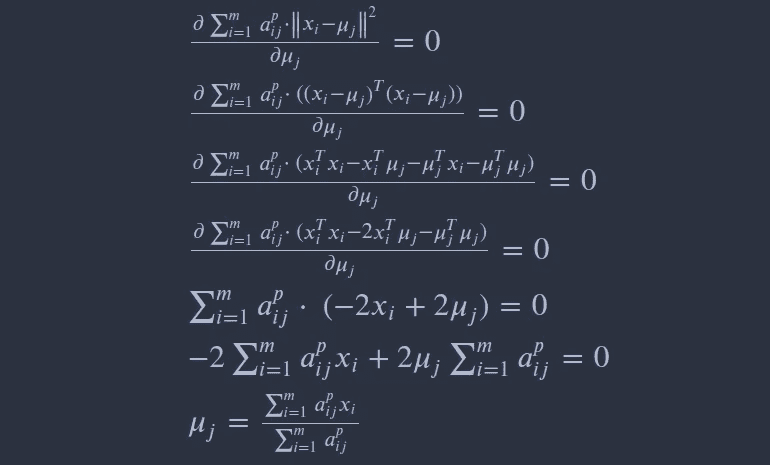 ∂ ∑_{i=1}^{m} a_{ij}^{p}·‖x_i−μ_j‖² / ∂μ_j = 0
∂ ∑_{i=1}^{m} a_{ij}^{p}· ((x_i−μ_j)^T(x_i−μ_j)) / ∂μ_j = 0
∂ ∑_{i=1}^{m} a_{ij}^{p}· (x_i^T x_i−x_i^T μ_j−μ_j^T x_i−μ_j^T μ_j) / ∂μ_j = 0
∂ ∑_{i=1}^{m} a_{ij}^{p}· (x_i^T x_i−2x_i^T μ_j−μ_j^T μ_j) / ∂μ_j = 0
∑_{i=1}^{m} a_{ij}^{p} · (−2x_i + 2μ_j) = 0
−2 ∑_{i=1}^{m} a_{ij}^{p} x_i + 2μ_j ∑_{i=1}^{m} a_{ij}^{p} = 0
μ_j = ∑_{i=1}^{m} a_{ij}^{p} x_i / ∑_{i=1}^{m} a_{ij}^{p}